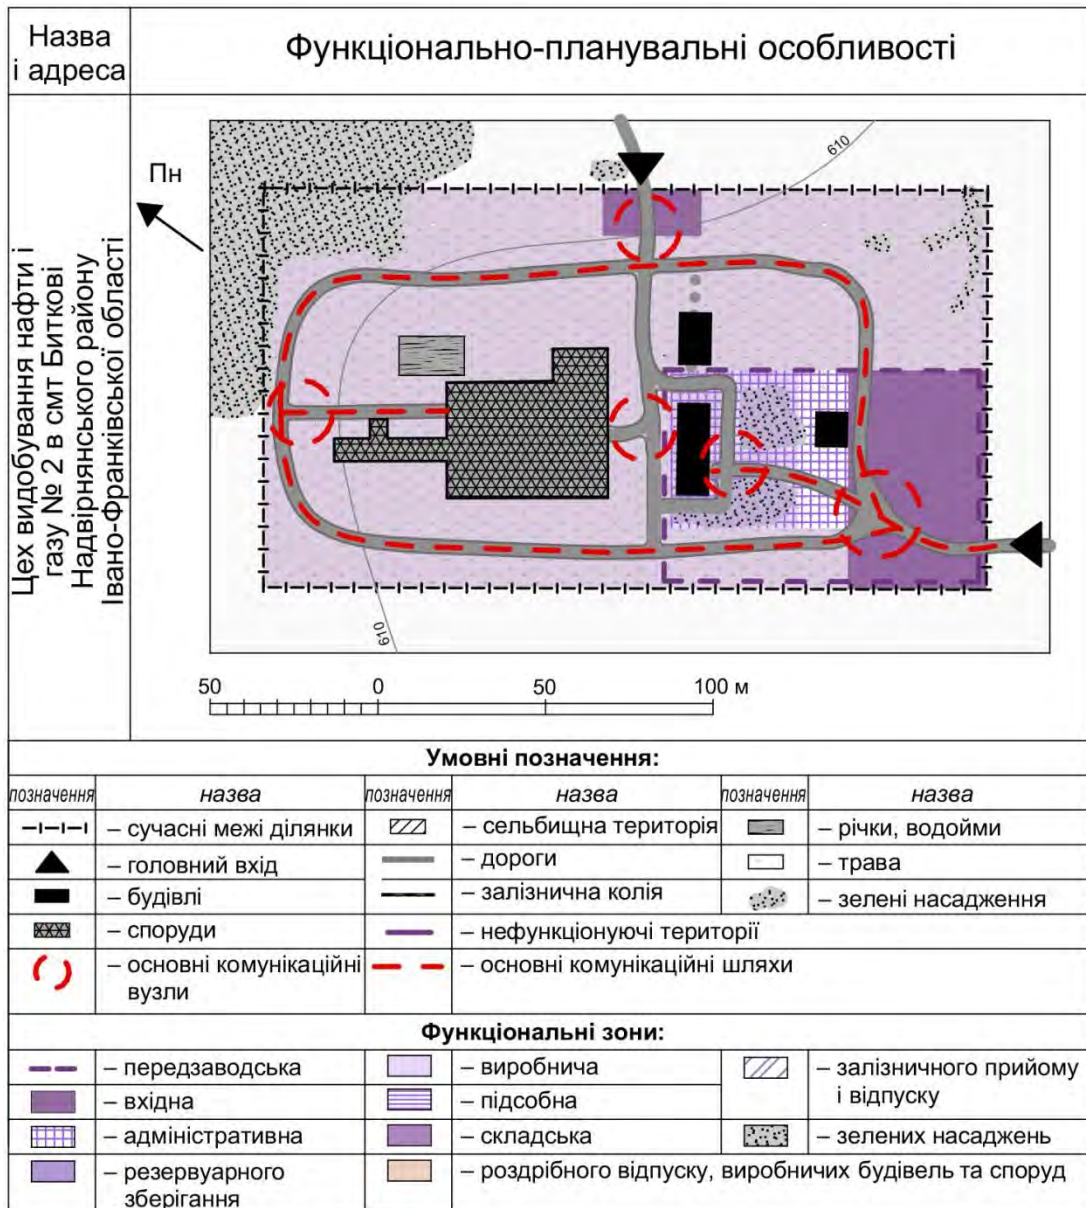 Назва
і адреса
Функціонально-планувальні особливості
Цех видобування нафти і
газу № 2 в смт Биткові
Надвірнянського району
Івано-Франківської області
Пн
610
610
50 0 50 100 м
Умовні позначення:
позначення назва позначення назва позначення назва
– сучасні межі ділянки – сельбищна територія – річки, водойми
– головний вхід – дороги – трава
– будівлі – залізнична колія – зелені насадження
– споруди – нефункціонуючі території
– основні комунікаційні – основні комунікаційні шляхи
вузли
Функціональні зони:
– передзаводська – виробнича – залізничного прийому
і відпуску
– вхідна – підсобна
– адміністративна – складська – зелених насаджень
– резервуарного – роздрібного відпуску, виробничих будівель та споруд
зберігання